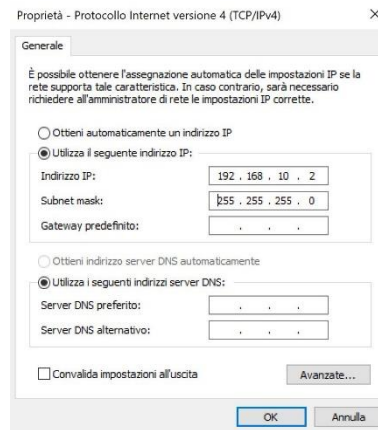 Proprietà - Protocollo Internet versione 4 (TCP/IPv4)
Generale
È possibile ottenere l'assegnazione automatica delle impostazioni IP se la
rete supporta tale caratteristica. In caso contrario, sarà necessario
richiedere all'amministratore di rete le impostazioni IP corrette.
Ottieni automaticamente un indirizzo IP
Utilizza il seguente indirizzo IP:
Indirizzo IP: 192 . 168 . 10 . 2
Subnet mask: 255 . 255 . 255 . 0
Gateway predefinito: . . .
Ottieni indirizzo server DNS automaticamente
Utilizza i seguenti indirizzi server DNS:
Server DNS preferito: . . .
Server DNS alternativo: . . .
Convalida impostazioni all'uscita Avanzate...
OK Annulla